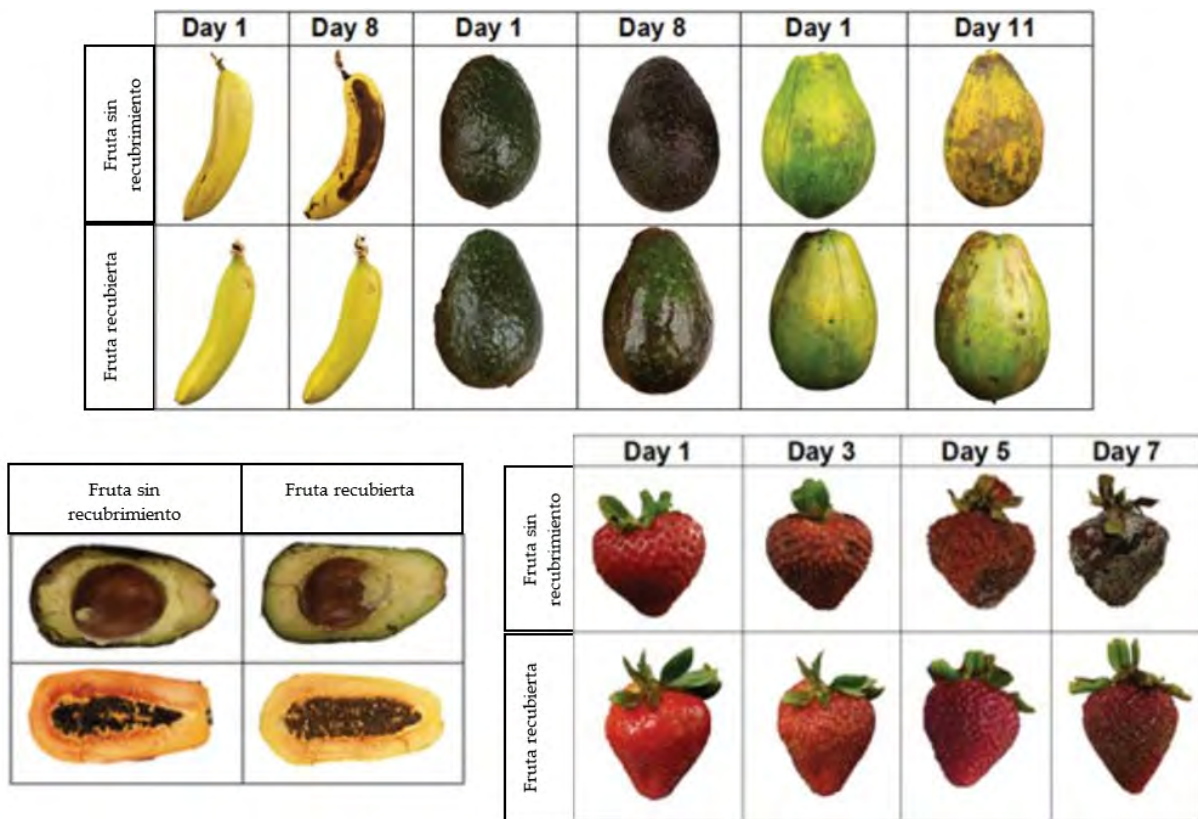 Day 1 Day 8 Day 1 Day 8 Day 1 Day 11
Fruta sin
recubrimiento
Fruta recubierta
Fruta sin
recubrimiento
Fruta recubierta
Day 1 Day 3 Day 5 Day 7
Fruta sin
recubrimiento
Fruta recubierta